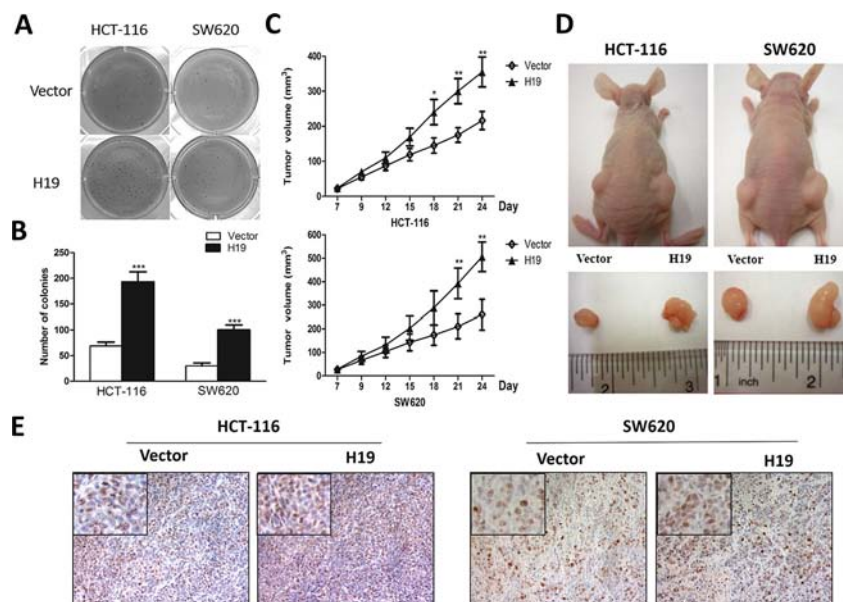 A
HCT-116 SW620
Vector
H19
B
Vector
H19
Number of colonies
250
200
150
100
50
0
***
***
HCT-116 SW620
C
Tumor volume (mm³)
400
300
200
100
0
Vector
H19
* ** **
7 9 12 15 18 21 24 Day
HCT-116
Tumor volume (mm³)
600
500
400
300
200
100
0
Vector
H19
** **
7 9 12 15 18 21 24 Day
SW620
D
HCT-116 SW620
Vector H19 Vector H19
2 3 1 inch 2
E
HCT-116 SW620
Vector H19 Vector H19